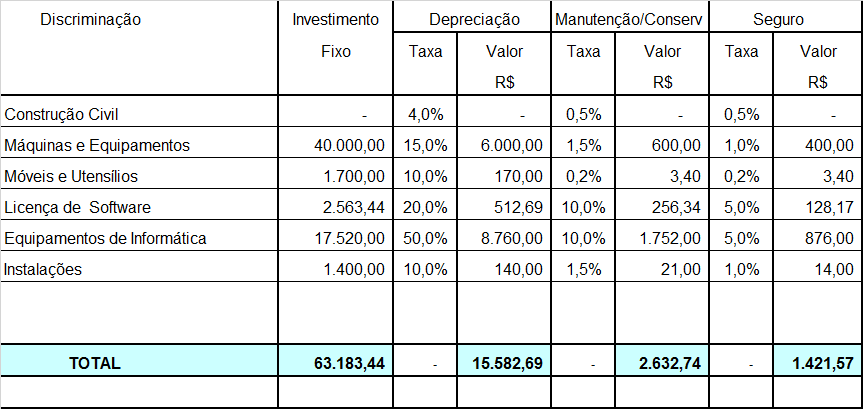 Discriminação Investimento Depreciação Manutenção/Conserv Seguro
Fixo Taxa Valor Taxa Valor Taxa Valor
R$ R$ R$
Construção Civil - 4,0% - 0,5% - 0,5% -
Máquinas e Equipamentos 40.000,00 15,0% 6.000,00 1,5% 600,00 1,0% 400,00
Móveis e Utensílios 1.700,00 10,0% 170,00 0,2% 3,40 0,2% 3,40
Licença de Software 2.563,44 20,0% 512,69 10,0% 256,34 5,0% 128,17
Equipamentos de Informática 17.520,00 50,0% 8.760,00 10,0% 1.752,00 5,0% 876,00
Instalações 1.400,00 10,0% 140,00 1,5% 21,00 1,0% 14,00
TOTAL 63.183,44 - 15.582,69 - 2.632,74 - 1.421,57